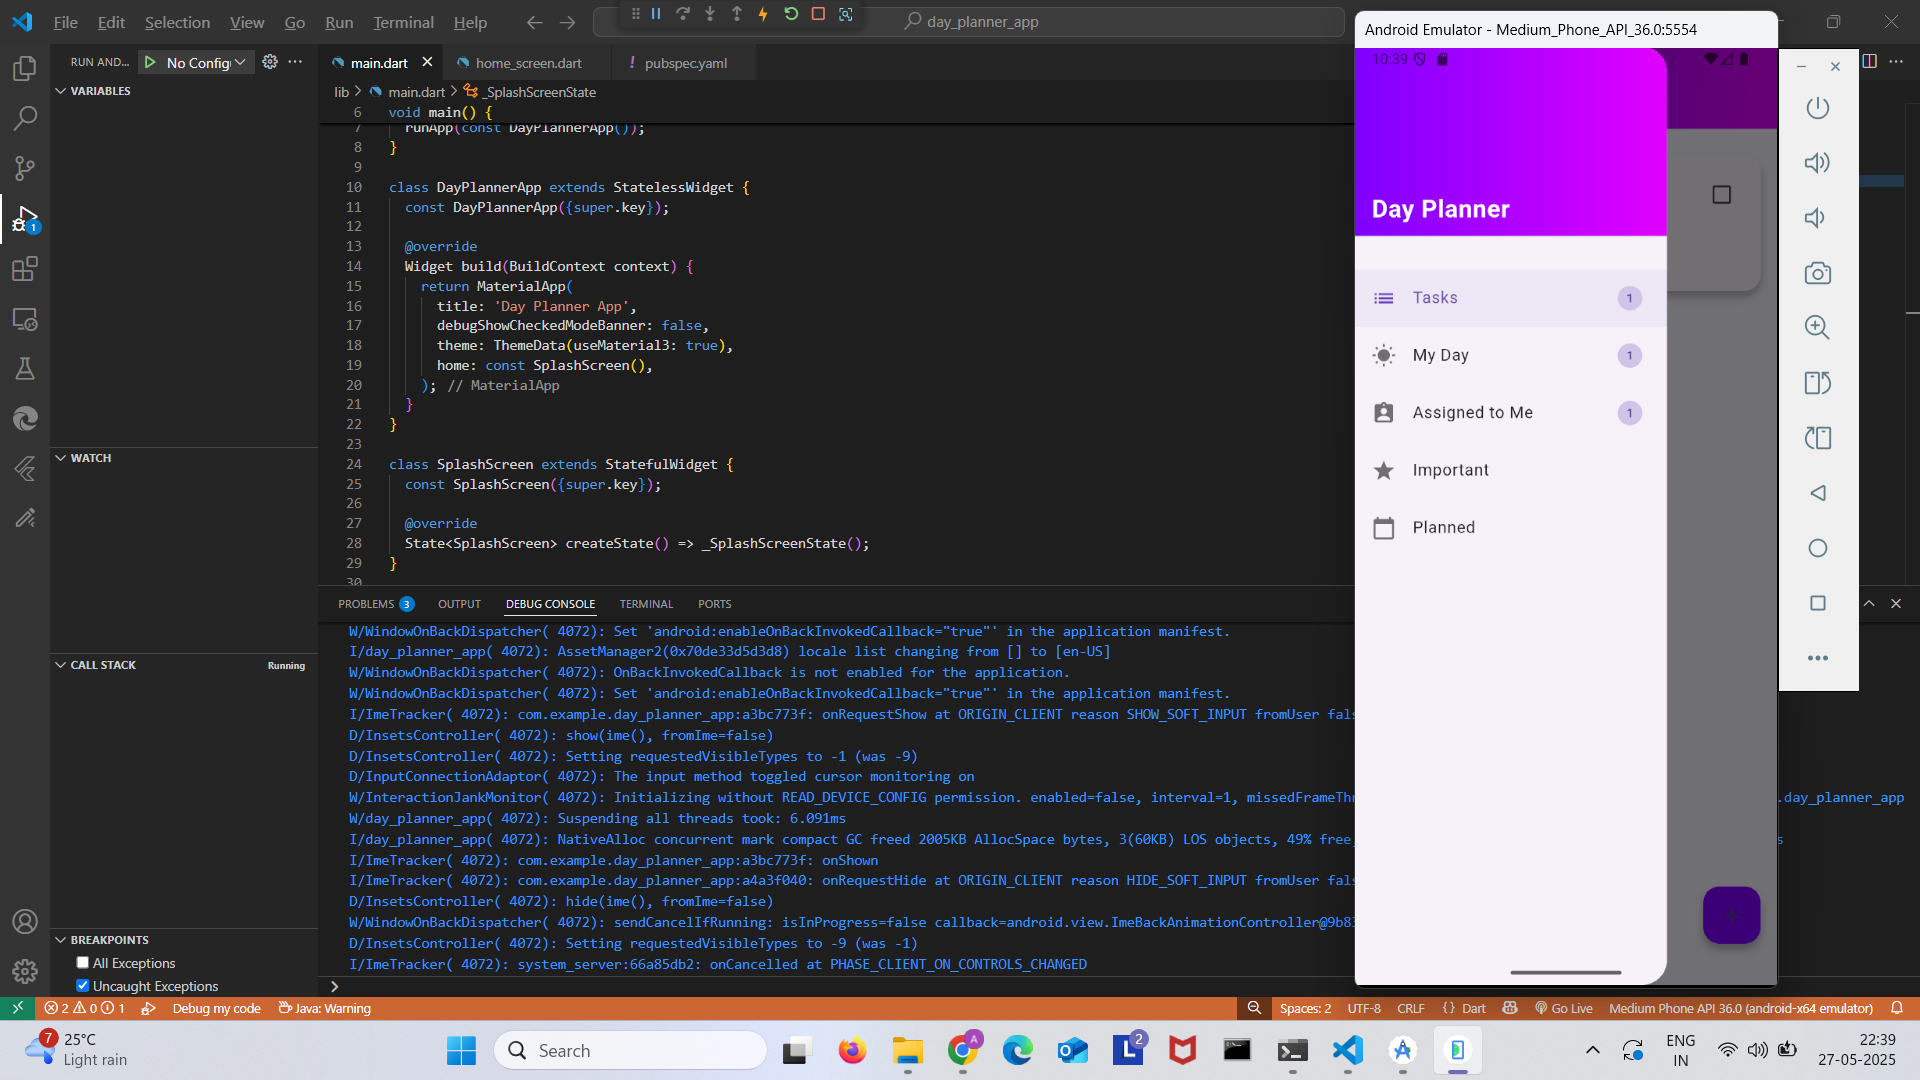 File Edit Selection View Go Run Terminal Help
day_planner_app
RUN AND... No Config
main.dart
home_screen.dart
pubspec.yaml
lib > main.dart > _SplashScreenState
VARIABLES
WATCH
CALL STACK Running
BREAKPOINTS
All Exceptions
Uncaught Exceptions
1
6 void main() {
7 runApp(const DayPlannerApp());
8 }
9
10 class DayPlannerApp extends StatelessWidget {
11 const DayPlannerApp({super.key});
12
13 @override
14 Widget build(BuildContext context) {
15 return MaterialApp(
16 title: 'Day Planner App',
17 debugShowCheckedModeBanner: false,
18 theme: ThemeData(useMaterial3: true),
19 home: const SplashScreen(),
20 ); // MaterialApp
21 }
22 }
23
24 class SplashScreen extends StatefulWidget {
25 const SplashScreen({super.key});
26
27 @override
28 State<SplashScreen> createState() => _SplashScreenState();
29 }
30
PROBLEMS 3 OUTPUT DEBUG CONSOLE TERMINAL PORTS
W/WindowOnBackDispatcher( 4072): Set 'android:enableOnBackInvokedCallback="true"' in the application manifest.
I/day_planner_app( 4072): AssetManager2(0x70de33d5d3d8) locale list changing from [] to [en-US]
W/WindowOnBackDispatcher( 4072): OnBackInvokedCallback is not enabled for the application.
W/WindowOnBackDispatcher( 4072): Set 'android:enableOnBackInvokedCallback="true"' in the application manifest.
I/ImeTracker( 4072): com.example.day_planner_app:a3bc773f: onRequestShow at ORIGIN_CLIENT reason SHOW_SOFT_INPUT fromUser fals
D/InsetsController( 4072): show(ime(), fromIme=false)
D/InsetsController( 4072): Setting requestedVisibleTypes to -1 (was -9)
D/InputConnectionAdaptor( 4072): The input method toggled cursor monitoring on
W/InteractionJankMonitor( 4072): Initializing without READ_DEVICE_CONFIG permission. enabled=false, interval=1, missedFrameThr .day_planner_app
W/day_planner_app( 4072): Suspending all threads took: 6.091ms
I/day_planner_app( 4072): NativeAlloc concurrent mark compact GC freed 2005KB AllocSpace bytes, 3(60KB) LOS objects, 49% free, s
I/ImeTracker( 4072): com.example.day_planner_app:a3bc773f: onShown
I/ImeTracker( 4072): com.example.day_planner_app:a4a3f040: onRequestHide at ORIGIN_CLIENT reason HIDE_SOFT_INPUT fromUser fals
D/InsetsController( 4072): hide(ime(), fromIme=false)
W/WindowOnBackDispatcher( 4072): sendCancelIfRunning: isInProgress=false callback=android.view.ImeBackAnimationController@9b83
D/InsetsController( 4072): Setting requestedVisibleTypes to -9 (was -1)
I/ImeTracker( 4072): system_server:66a85db2: onCancelled at PHASE_CLIENT_ON_CONTROLS_CHANGED
Android Emulator - Medium_Phone_API_36.0:5554
10:39
Day Planner
Tasks 1
My Day 1
Assigned to Me 1
Important
Planned
2 0 1 Debug my code Java: Warning Spaces: 2 UTF-8 CRLF {} Dart Go Live Medium Phone API 36.0 (android-x64 emulator)
7 25°C
Light rain
Search
A
L 2
ENG
IN
22:39
27-05-2025